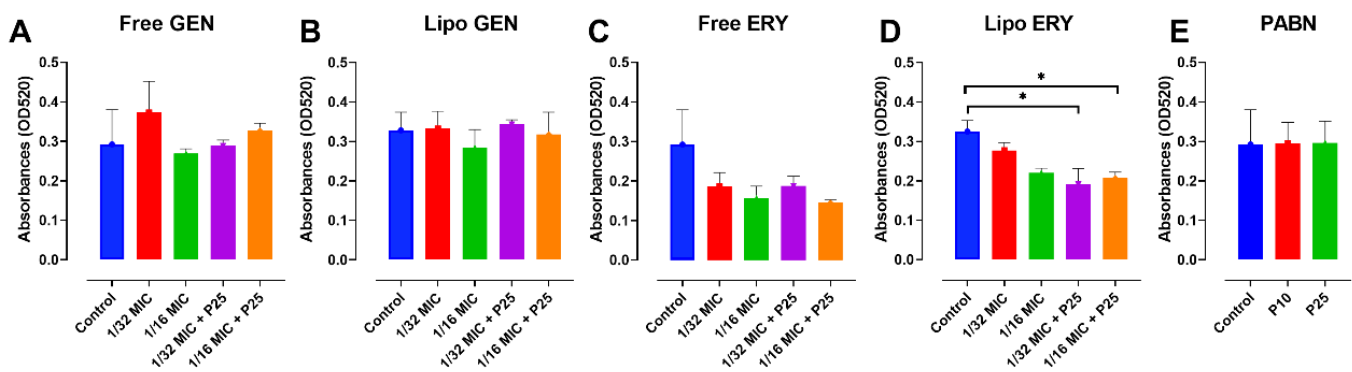 A
Free GEN
Absorbances (OD520)
0.5
0.4
0.3
0.2
0.1
0.0
Control
1/32 MIC
1/16 MIC
1/32 MIC + P25
1/16 MIC + P25
B
Lipo GEN
Absorbances (OD520)
0.5
0.4
0.3
0.2
0.1
0.0
Control
1/32 MIC
1/16 MIC
1/32 MIC + P25
1/16 MIC + P25
C
Free ERY
Absorbances (OD520)
0.5
0.4
0.3
0.2
0.1
0.0
Control
1/32 MIC
1/16 MIC
1/32 MIC + P25
1/16 MIC + P25
D
Lipo ERY
Absorbances (OD520)
0.5
0.4
0.3
0.2
0.1
0.0
*
*
Control
1/32 MIC
1/16 MIC
1/32 MIC + P25
1/16 MIC + P25
E
PABN
Absorbances (OD520)
0.5
0.4
0.3
0.2
0.1
0.0
Control
P10
P25